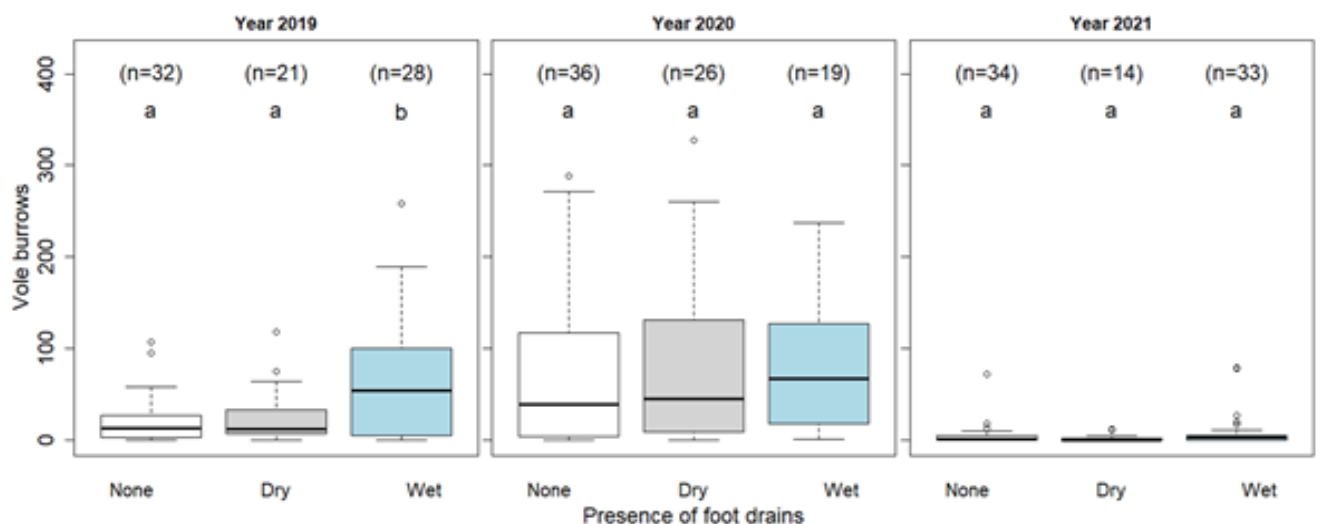 Year 2019 Year 2020 Year 2021
400 (n=32) (n=21) (n=28) (n=36) (n=26) (n=19) (n=34) (n=14) (n=33)
a a b a a a a a a
300
200
100
0
Vole burrows
None Dry Wet None Dry Wet None Dry Wet
Presence of foot drains